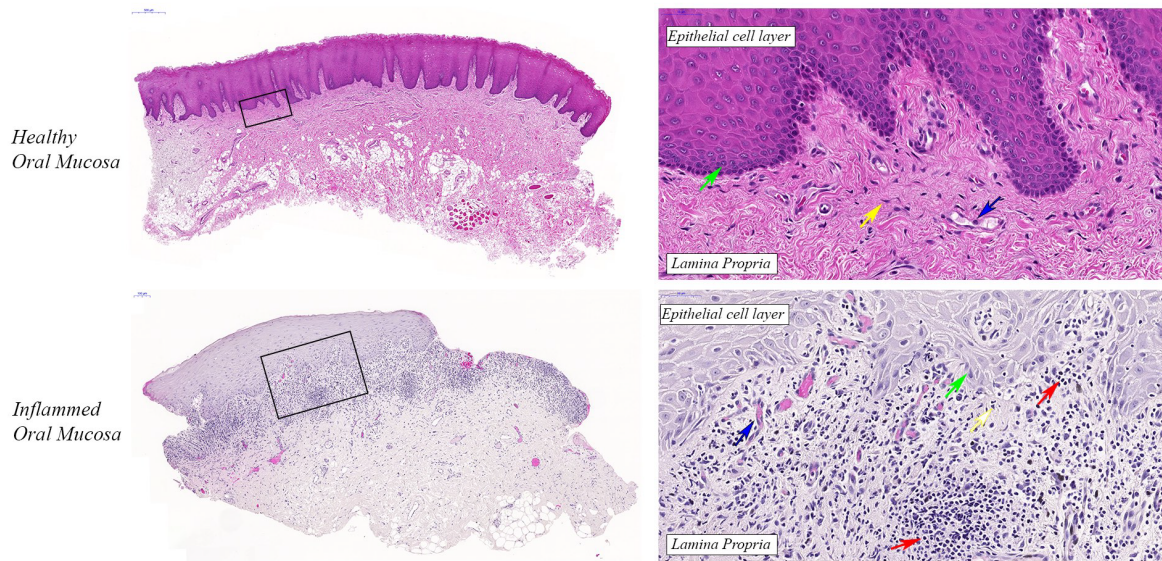 Epithelial cell layer
Healthy
Oral Mucosa
Lamina Propria
Epithelial cell layer
Inflammed
Oral Mucosa
Lamina Propria